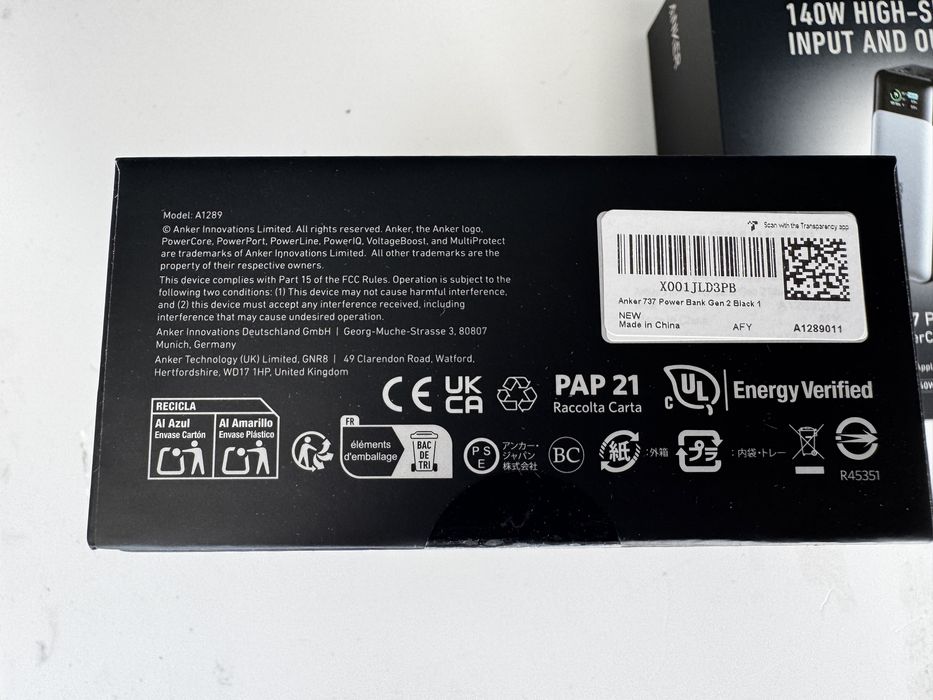 ANKER
140W HIGH-S
INPUT AND OU
Model: A1289
© Anker Innovations Limited. All rights reserved. Anker, the Anker logo,
PowerCore, PowerPort, PowerLine, PowerIQ, VoltageBoost, and MultiProtect
are trademarks of Anker Innovations Limited. All other trademarks are the
property of their respective owners.
This device complies with Part 15 of the FCC Rules. Operation is subject to the
following two conditions: (1) This device may not cause harmful interference,
and (2) this device must accept any interference received, including
interference that may cause undesired operation.
Anker Innovations Deutschland GmbH | Georg-Muche-Strasse 3, 80807
Munich, Germany
Anker Technology (UK) Limited, GNR8 | 49 Clarendon Road, Watford,
Hertfordshire, WD17 1HP, United Kingdom
Scan with the Transparency app
X001JLD3PB
Anker 737 Power Bank Gen 2 Black 1
NEW
Made in China AFY A1289011
CE UK CA PAP 21
Raccolta Carta
c UL Energy Verified
RECICLA
Al Azul
Envase Cartón
Al Amarillo
Envase Plástico
FR
éléments
d'emballage
BAC
DE
TRI
PSE
アンカー・
ジャパン
株式会社
BC
紙 :外箱
プラ :内袋・トレー
R45351
7 P
erC